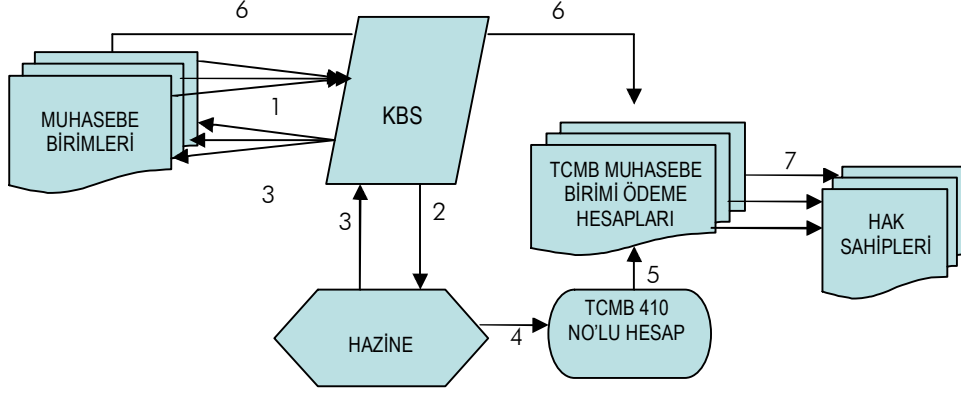 6
6
MUHASEBE
BİRİMLERİ
1
KBS
3
3
2
TCMB MUHASEBE
BİRİMİ ÖDEME
HESAPLARI
7
HAK
SAHİPLERİ
HAZİNE
4
5
TCMB 410
NO'LU HESAP